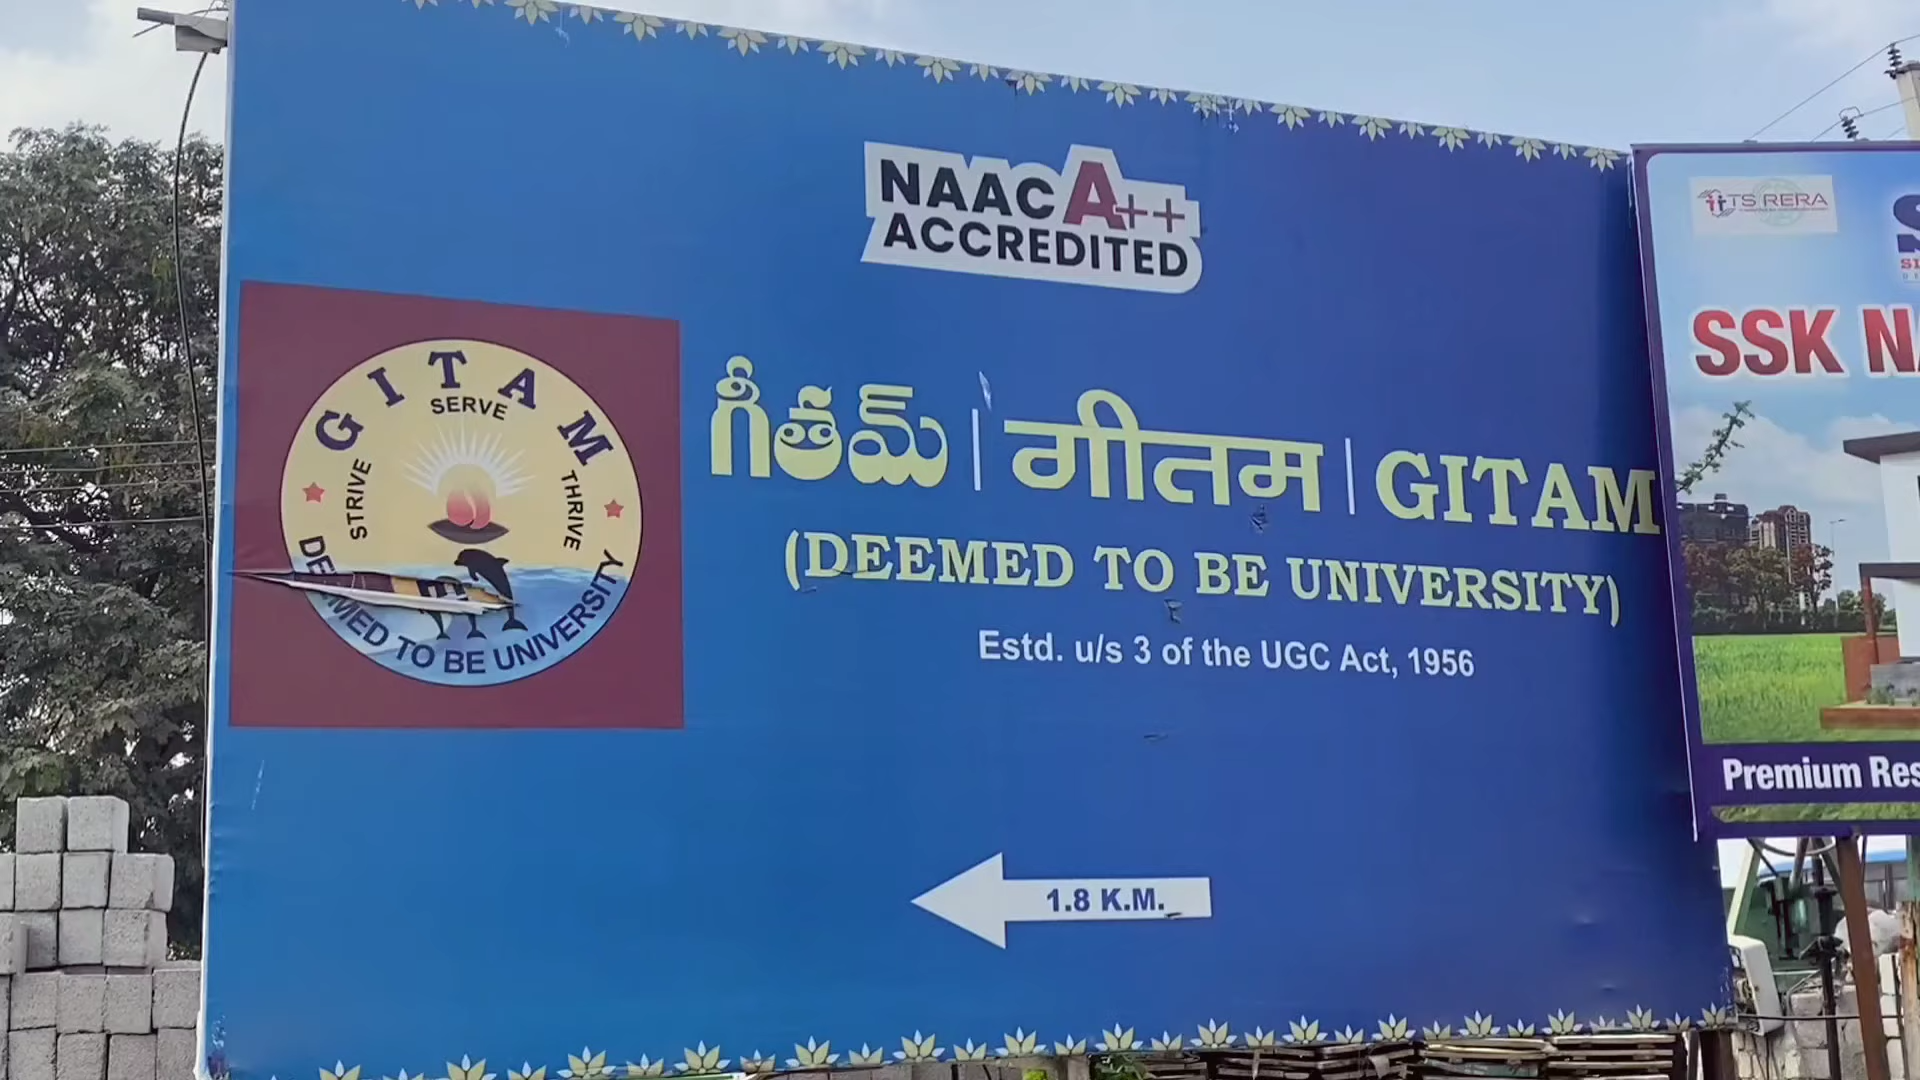 NAAC A++
ACCREDITED
GITAM
STRIVE SERVE THRIVE
DEEMED TO BE UNIVERSITY
గీతమ్ | गीतम | GITAM
(DEEMED TO BE UNIVERSITY)
Estd. u/s 3 of the UGC Act, 1956
1.8 K.M.
TS RERA
SSK
Premium